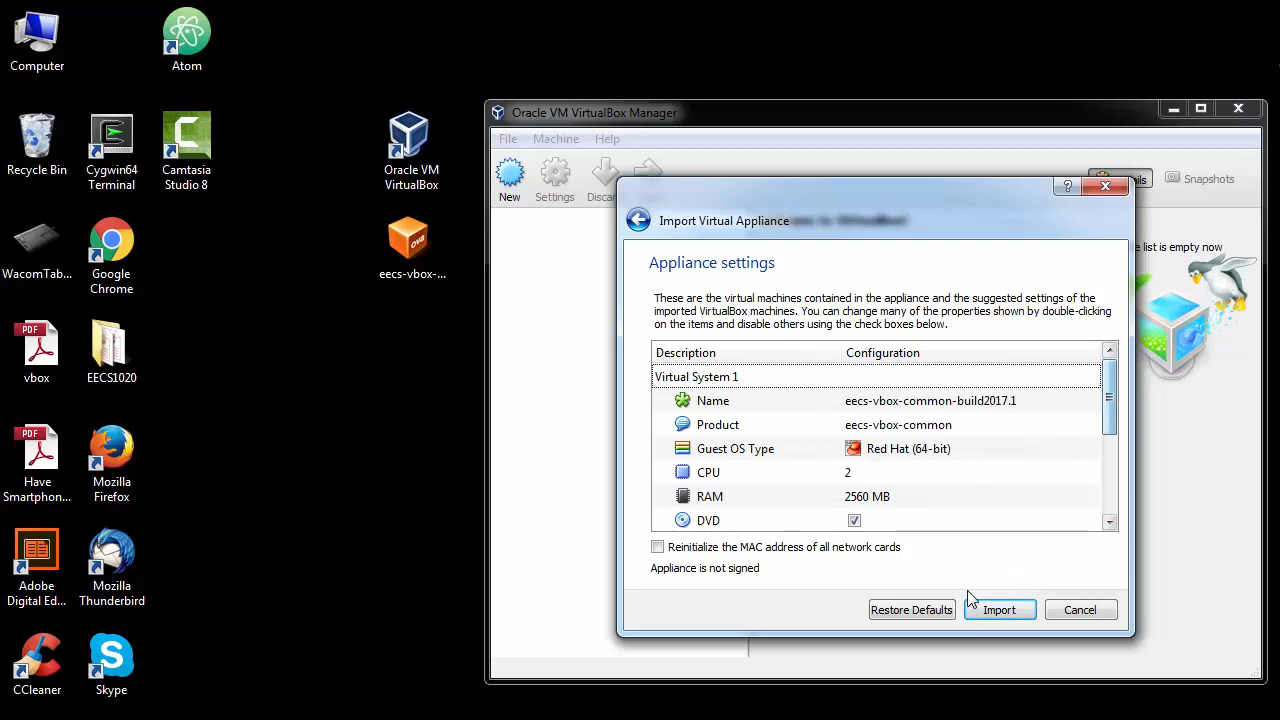 Computer
Atom
Recycle Bin
Cygwin64
Terminal
Camtasia
Studio 8
Oracle VM
VirtualBox
WacomTab...
Google
Chrome
ova
eecs-vbox-...
PDF
vbox
EECS1020
PDF
Have
Smartphon...
Mozilla
Firefox
Adobe
Digital Ed...
Mozilla
Thunderbird
CCleaner
Skype
Oracle VM VirtualBox Manager
File Machine Help
New Settings Snapshots
list is empty now
Import Virtual Appliance
Appliance settings
These are the virtual machines contained in the appliance and the suggested settings of the
imported VirtualBox machines. You can change many of the properties shown by double-clicking
on the items and disable others using the check boxes below.
Description Configuration
Virtual System 1
Name eecs-vbox-common-build2017.1
Product eecs-vbox-common
Guest OS Type Red Hat (64-bit)
CPU 2
RAM 2560 MB
DVD
Reinitialize the MAC address of all network cards
Appliance is not signed
Restore Defaults Import Cancel